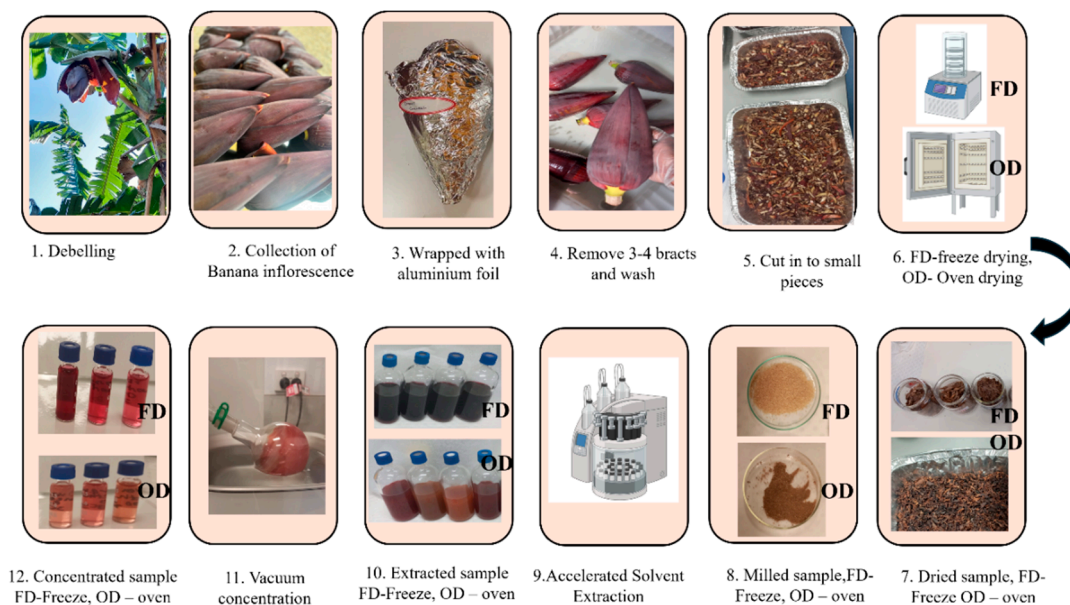 FD
OD
1. Debelling
2. Collection of
Banana inflorescence
3. Wrapped with
aluminium foil
4. Remove 3-4 bracts
and wash
5. Cut in to small
pieces
6. FD-freeze drying,
OD- Oven drying
FD
OD
FD
OD
FD
OD
FD
OD
12. Concentrated sample
FD-Freeze, OD – oven
11. Vacuum
concentration
10. Extracted sample
FD-Freeze, OD – oven
9.Accelerated Solvent
Extraction
8. Milled sample,FD-
Freeze, OD – oven
7. Dried sample, FD-
Freeze OD – oven